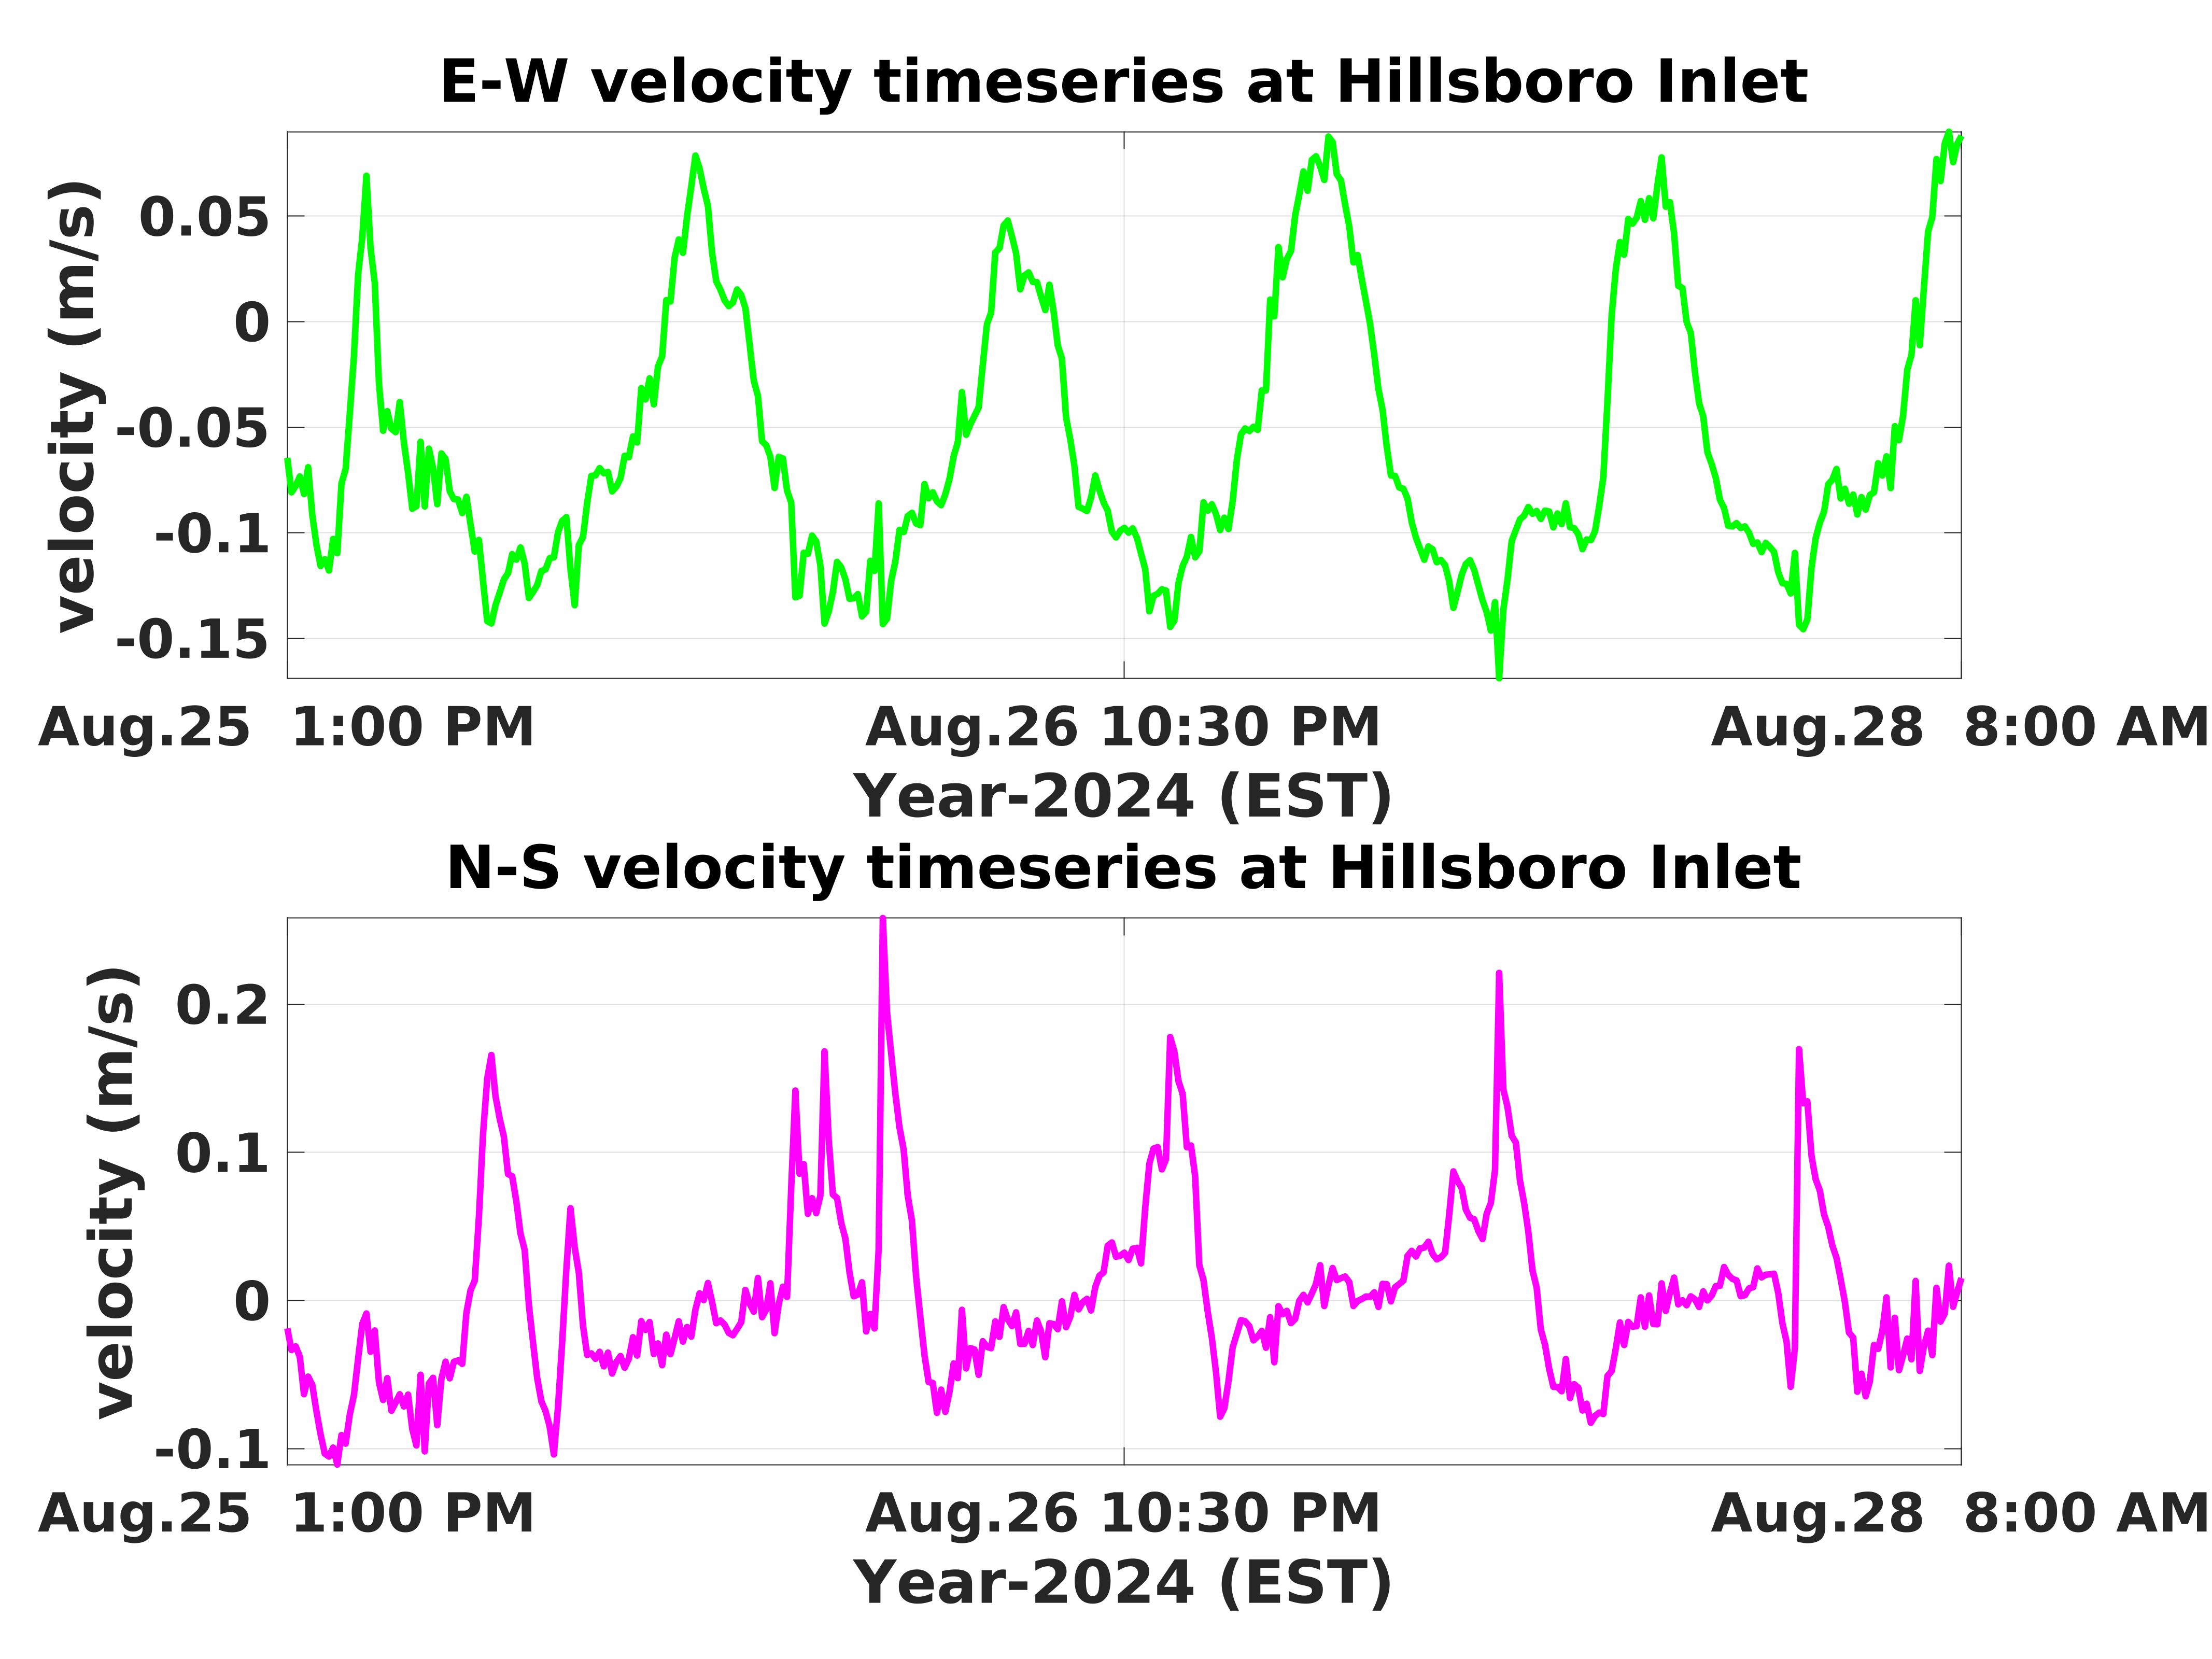 E-W velocity timeseries at Hillsboro Inlet
velocity (m/s)
0.05
0
-0.05
-0.1
-0.15
Aug.25  1:00 PM
Aug.26 10:30 PM
Aug.28  8:00 AM
Year-2024 (EST)
N-S velocity timeseries at Hillsboro Inlet
velocity (m/s)
0.2
0.1
0
-0.1
Aug.25  1:00 PM
Aug.26 10:30 PM
Aug.28  8:00 AM
Year-2024 (EST)